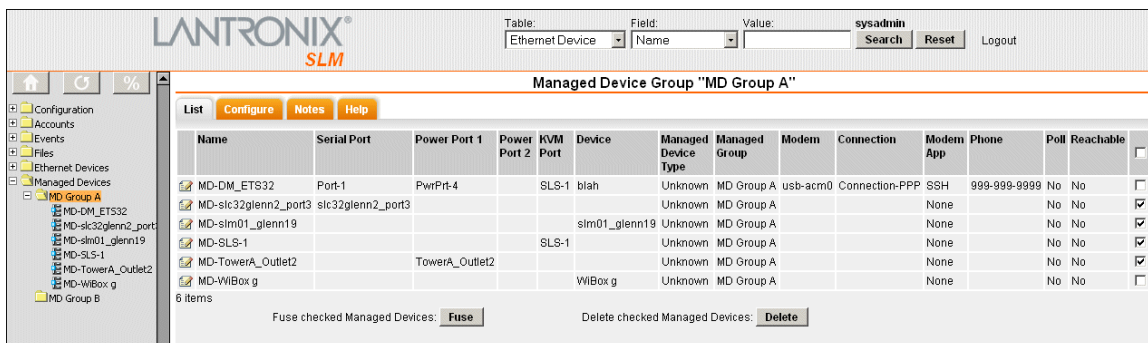 LANTRONIX®
SLM
Table: Field: Value: sysadmin
Ethernet Device Name Search Reset Logout
%
Managed Device Group "MD Group A"
Configuration
Accounts
Events
Files
Ethernet Devices
Managed Devices
MD Group A
MD-DM_ETS32
MD-slc32glenn2_port
MD-slm01_glenn19
MD-SLS-1
MD-TowerA_Outlet2
MD-WiBox g
MD Group B
List Configure Notes Help
Name Serial Port Power Port 1 Power Port 2 KVM Port Device Managed Device Type Managed Group Modem Connection Modem App Phone Poll Reachable
MD-DM_ETS32 Port-1 PwrPrt-4 SLS-1 blah Unknown MD Group A usb-acm0 Connection-PPP SSH 999-999-9999 No No
MD-slc32glenn2_port3 slc32glenn2_port3 Unknown MD Group A None No No
MD-slm01_glenn19 slm01_glenn19 Unknown MD Group A None No No
MD-SLS-1 SLS-1 Unknown MD Group A None No No
MD-TowerA_Outlet2 TowerA_Outlet2 Unknown MD Group A None No No
MD-WiBox g WiBox g Unknown MD Group A None No No
6 items
Fuse checked Managed Devices: Fuse Delete checked Managed Devices: Delete